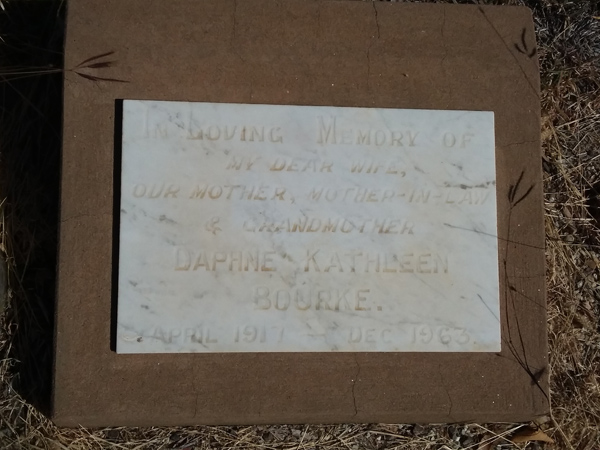 In Loving Memory of
MY DEAR WIFE,
OUR MOTHER, MOTHER-IN-LAW
& GRANDMOTHER
DAPHNE KATHLEEN
BOURKE.
APRIL 1917 — DEC 1963.